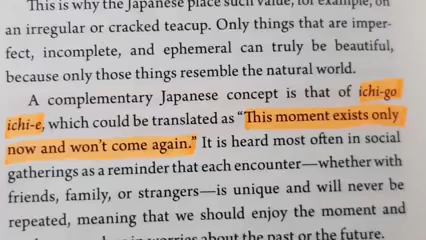 This is why the Japanese place such value, for example, on
an irregular or cracked teacup. Only things that are imper-
fect, incomplete, and ephemeral can truly be beautiful,
because only those things resemble the natural world.
A complementary Japanese concept is that of ichi-go
ichi-e, which could be translated as “This moment exists only
now and won’t come again.” It is heard most often in social
gatherings as a reminder that each encounter—whether with
friends, family, or strangers—is unique and will never be
repeated, meaning that we should enjoy the moment and
in worries about the past or the future.